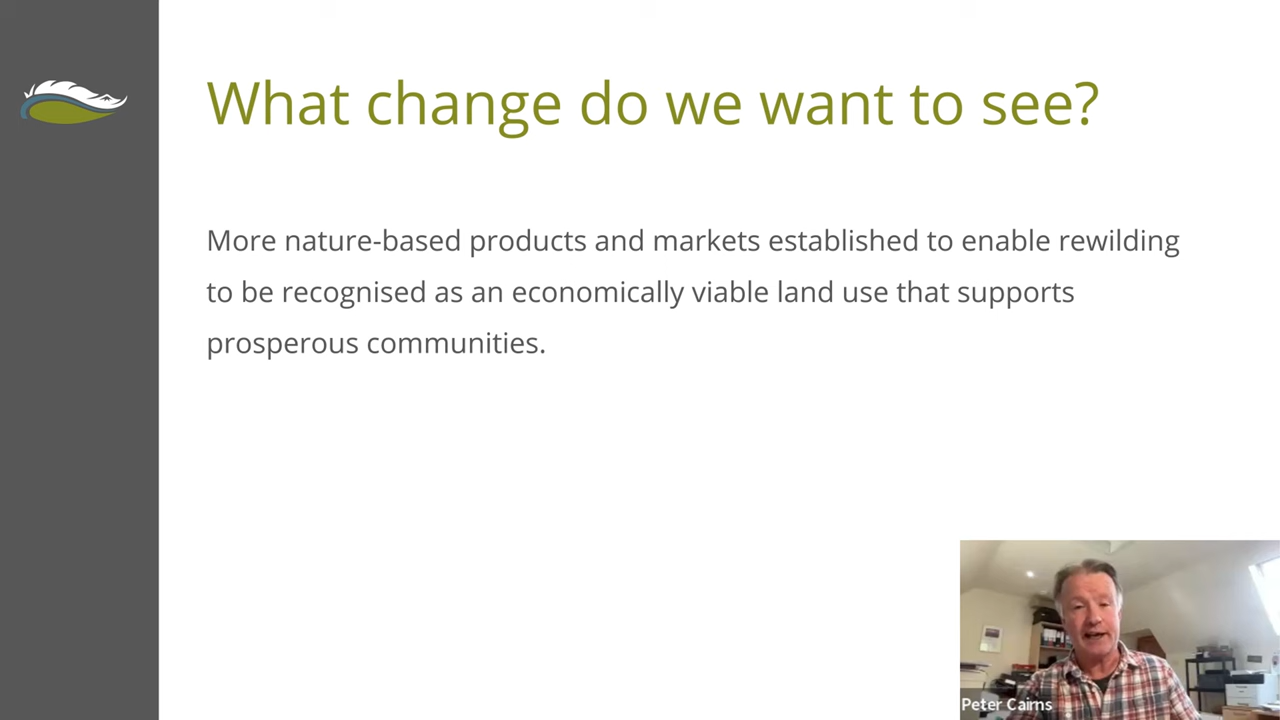 What change do we want to see?
More nature-based products and markets established to enable rewilding
to be recognised as an economically viable land use that supports
prosperous communities.
Peter Cairns